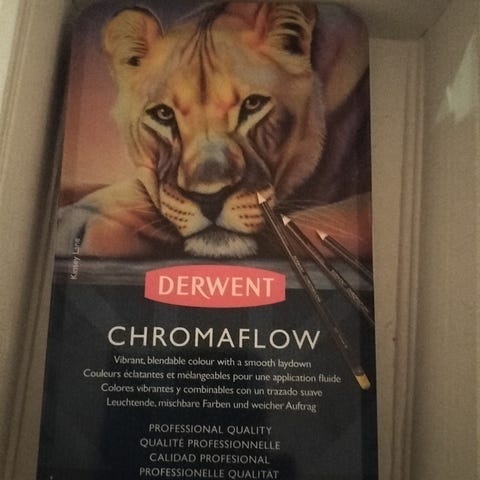 Kinsey Lane
DERWENT
CHROMAFLOW
Vibrant, blendable colour with a smooth laydown
Couleurs éclatantes et mélangeables pour une application fluide
Colores vibrantes y combinables con un trazado suave
Leuchtende, mischbare Farben und weicher Auftrag
PROFESSIONAL QUALITY
QUALITÉ PROFESSIONNELLE
CALIDAD PROFESIONAL
PROFESSIONELLE QUALITÄT